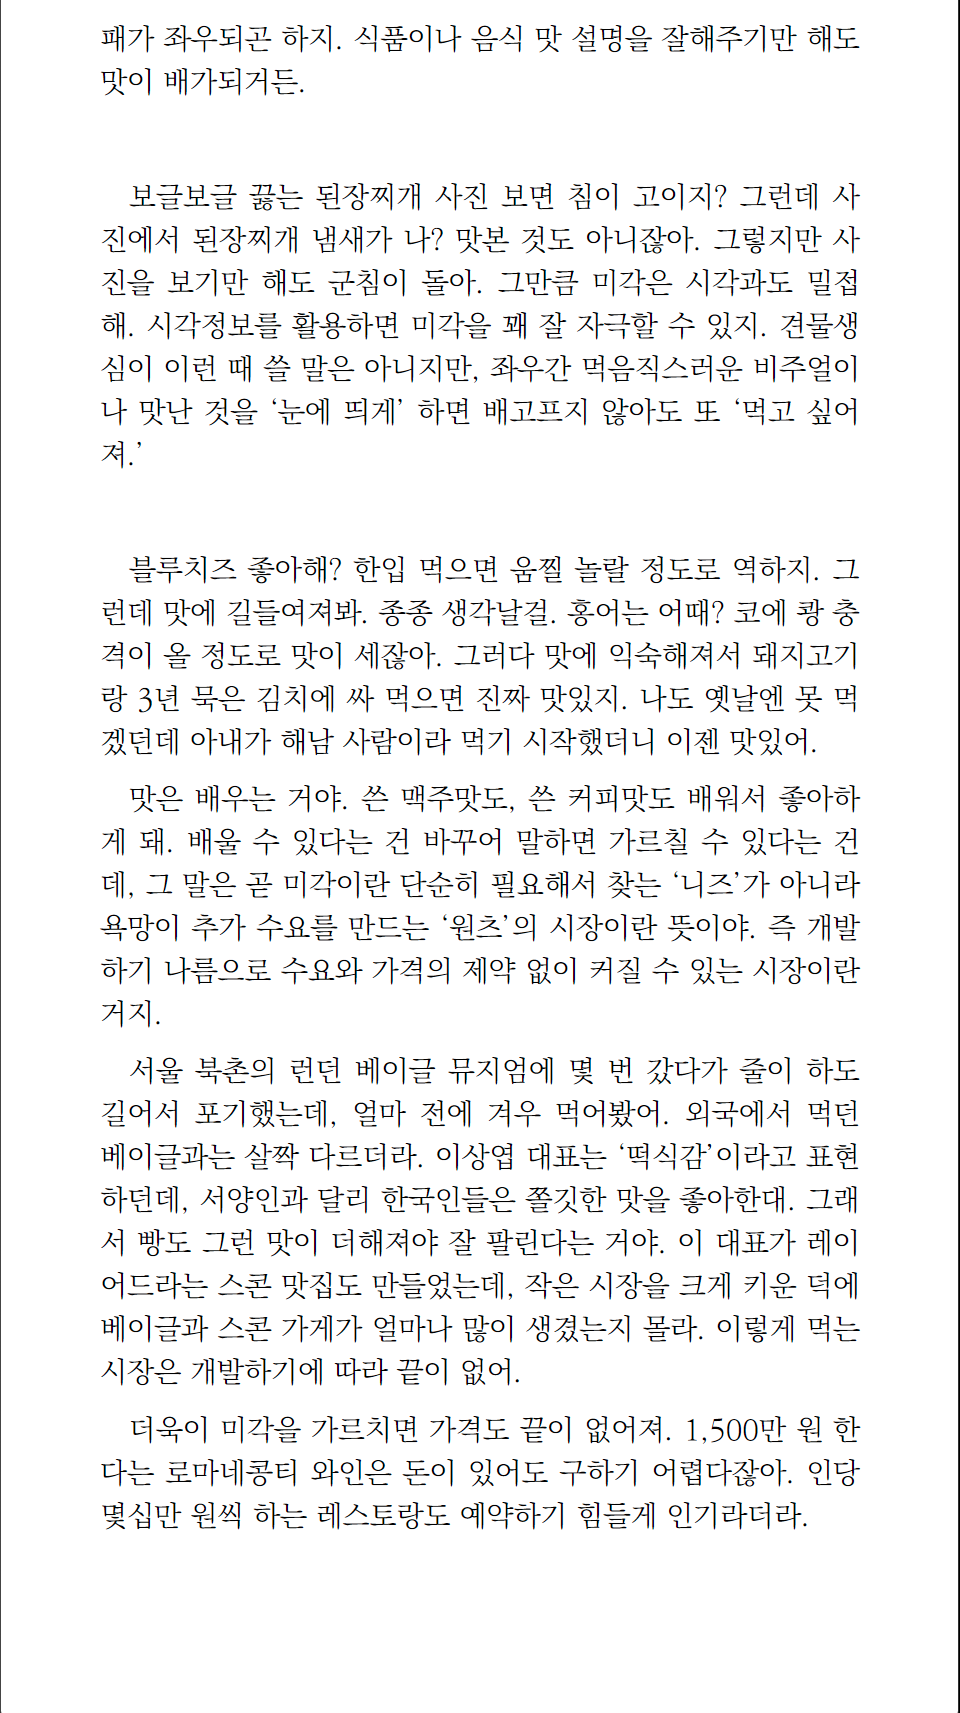 패가 좌우되곤 하지. 식품이나 음식 맛 설명을 잘해주기만 해도
맛이 배가되거든.
보글보글 끓는 된장찌개 사진 보면 침이 고이지? 그런데 사
진에서 된장찌개 냄새가 나? 맛본 것도 아니잖아. 그렇지만 사
진을 보기만 해도 군침이 돌아. 그만큼 미각은 시각과도 밀접
해. 시각정보를 활용하면 미각을 꽤 잘 자극할 수 있지. 견물생
심이 이런 때 쓸 말은 아니지만, 좌우간 먹음직스러운 비주얼이
나 맛난 것을 ‘눈에 띄게’ 하면 배고프지 않아도 또 ‘먹고 싶어
져.’
블루치즈 좋아해? 한입 먹으면 움찔 놀랄 정도로 역하지. 그
런데 맛에 길들여져봐. 종종 생각날걸. 홍어는 어때? 코에 쾅 충
격이 올 정도로 맛이 세잖아. 그러다 맛에 익숙해져서 돼지고기
랑 3년 묵은 김치에 싸 먹으면 진짜 맛있지. 나도 옛날엔 못 먹
겠던데 아내가 해남 사람이라 먹기 시작했더니 이젠 맛있어.
맛은 배우는 거야. 쓴 맥주맛도, 쓴 커피맛도 배워서 좋아하
게 돼. 배울 수 있다는 건 바꾸어 말하면 가르칠 수 있다는 건
데, 그 말은 곧 미각이란 단순히 필요해서 찾는 ‘니즈’가 아니라
욕망이 추가 수요를 만드는 ‘원츠’의 시장이란 뜻이야. 즉 개발
하기 나름으로 수요와 가격의 제약 없이 커질 수 있는 시장이란
거지.
서울 북촌의 런던 베이글 뮤지엄에 몇 번 갔다가 줄이 하도
길어서 포기했는데, 얼마 전에 겨우 먹어봤어. 외국에서 먹던
베이글과는 살짝 다르더라. 이상엽 대표는 ‘떡식감’이라고 표현
하던데, 서양인과 달리 한국인들은 쫄깃한 맛을 좋아한대. 그래
서 빵도 그런 맛이 더해져야 잘 팔린다는 거야. 이 대표가 레이
어드라는 스콘 맛집도 만들었는데, 작은 시장을 크게 키운 덕에
베이글과 스콘 가게가 얼마나 많이 생겼는지 몰라. 이렇게 먹는
시장은 개발하기에 따라 끝이 없어.
더욱이 미각을 가르치면 가격도 끝이 없어져. 1,500만 원 한
다는 로마네콩티 와인은 돈이 있어도 구하기 어렵다잖아. 인당
몇십만 원씩 하는 레스토랑도 예약하기 힘들게 인기라더라.